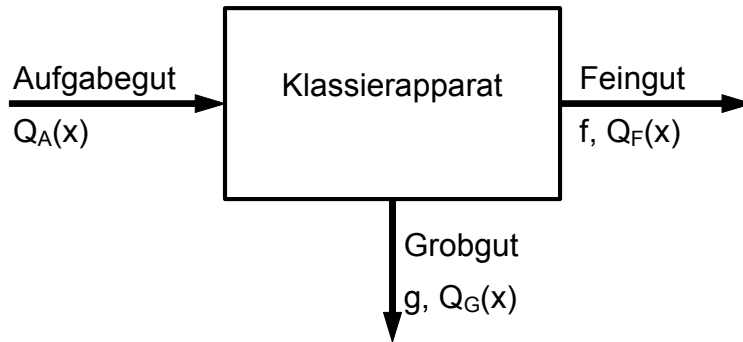 Aufgabegut
Q_A(x)
Klassierapparat
Feingut
f, Q_F(x)
Grobgut
g, Q_G(x)